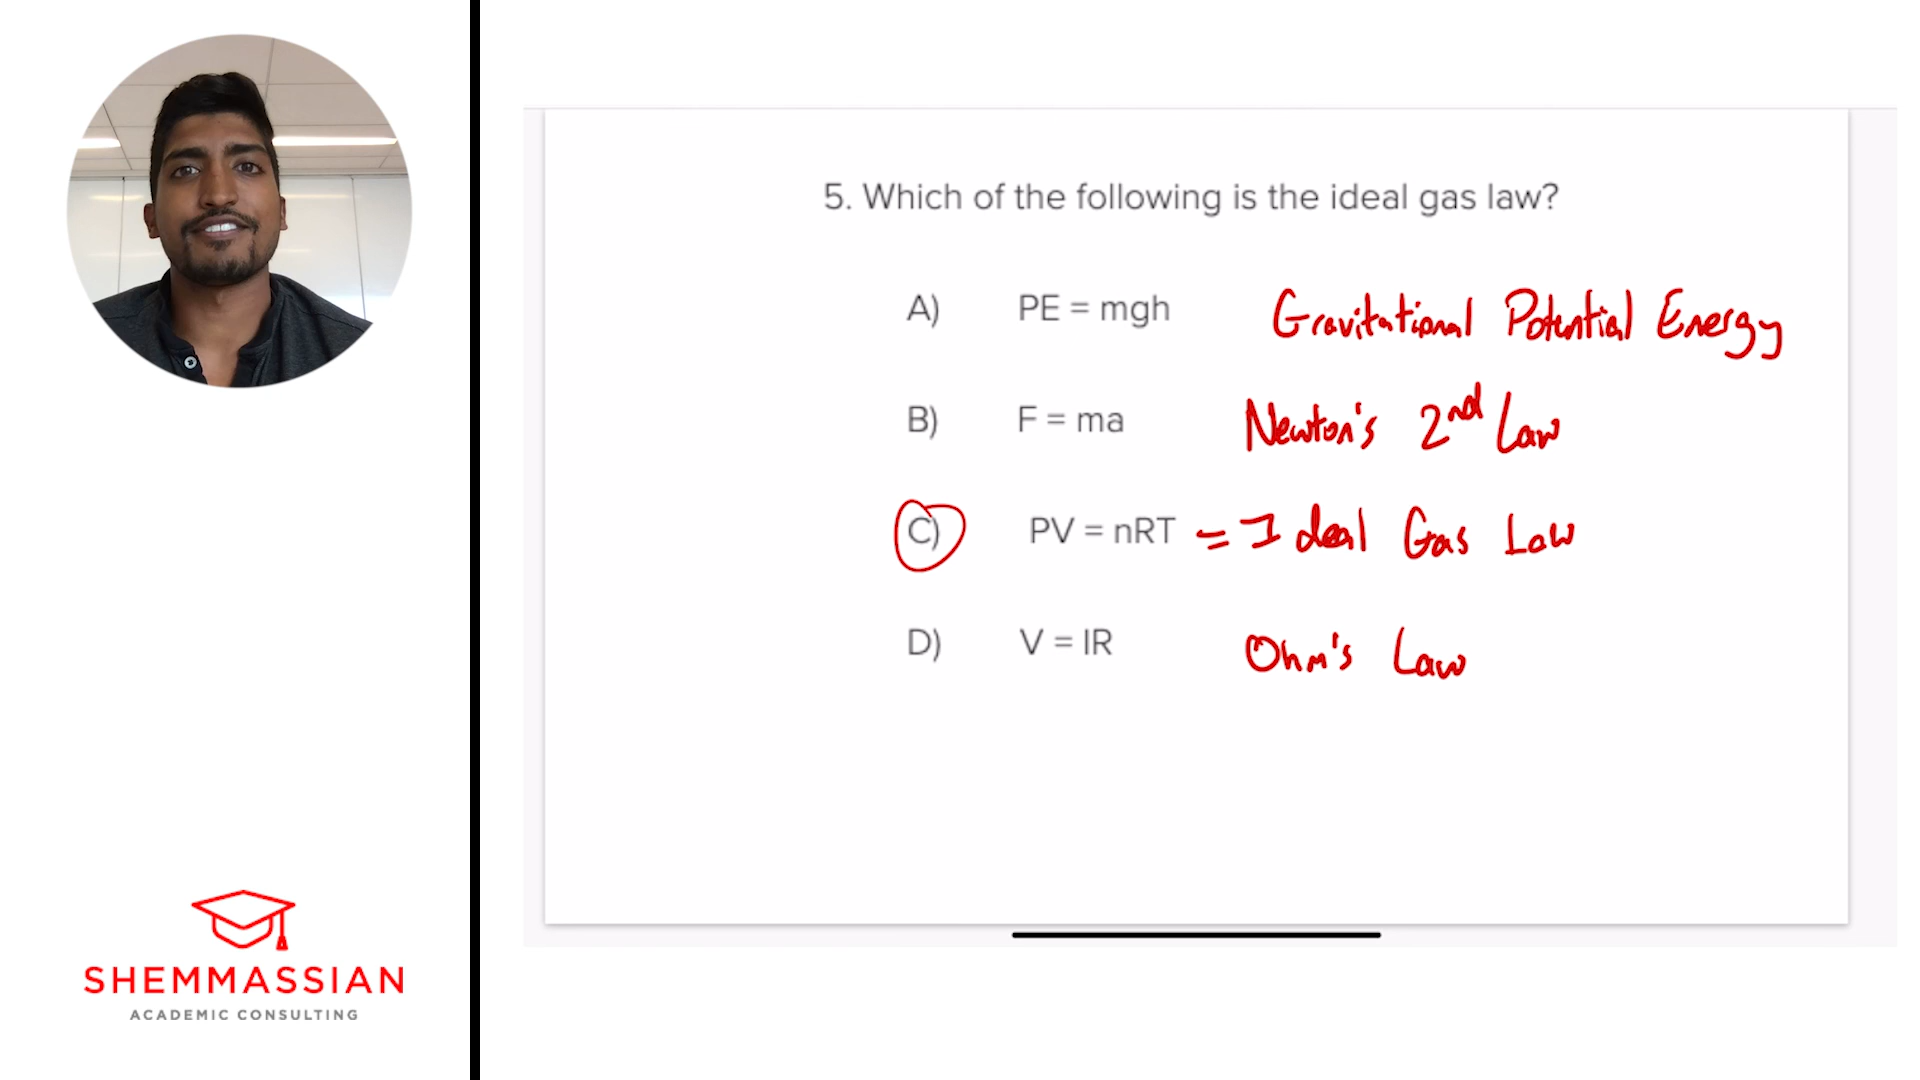 5. Which of the following is the ideal gas law?
A) PE = mgh Gravitational Potential Energy
B) F = ma Newton's 2nd Law
C) PV = nRT = Ideal Gas Law
D) V = IR Ohm's Law
SHEMMASSIAN
ACADEMIC CONSULTING